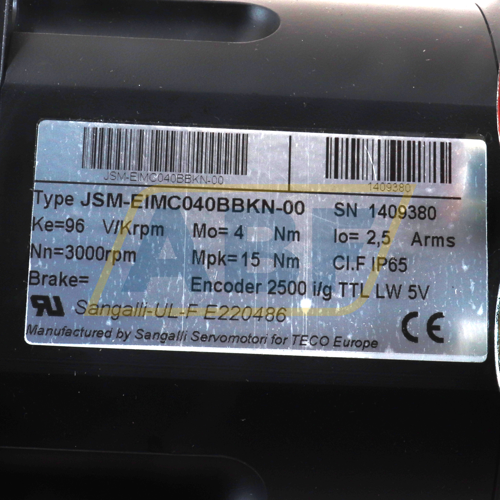 JSM-EIMC040BBKN-00 1409380
Type JSM-EIMC040BBKN-00 SN 1409380
Ke=96 V/Krpm Mo=4 Nm Io=2,5 Arms
Nn=3000rpm Mpk=15 Nm Cl.F IP65
Brake= Encoder 2500 i/g TTL LW 5V
Sangalli-UL-F E220486
Manufactured by Sangalli Servomotori for TECO Europe
CE
ABF